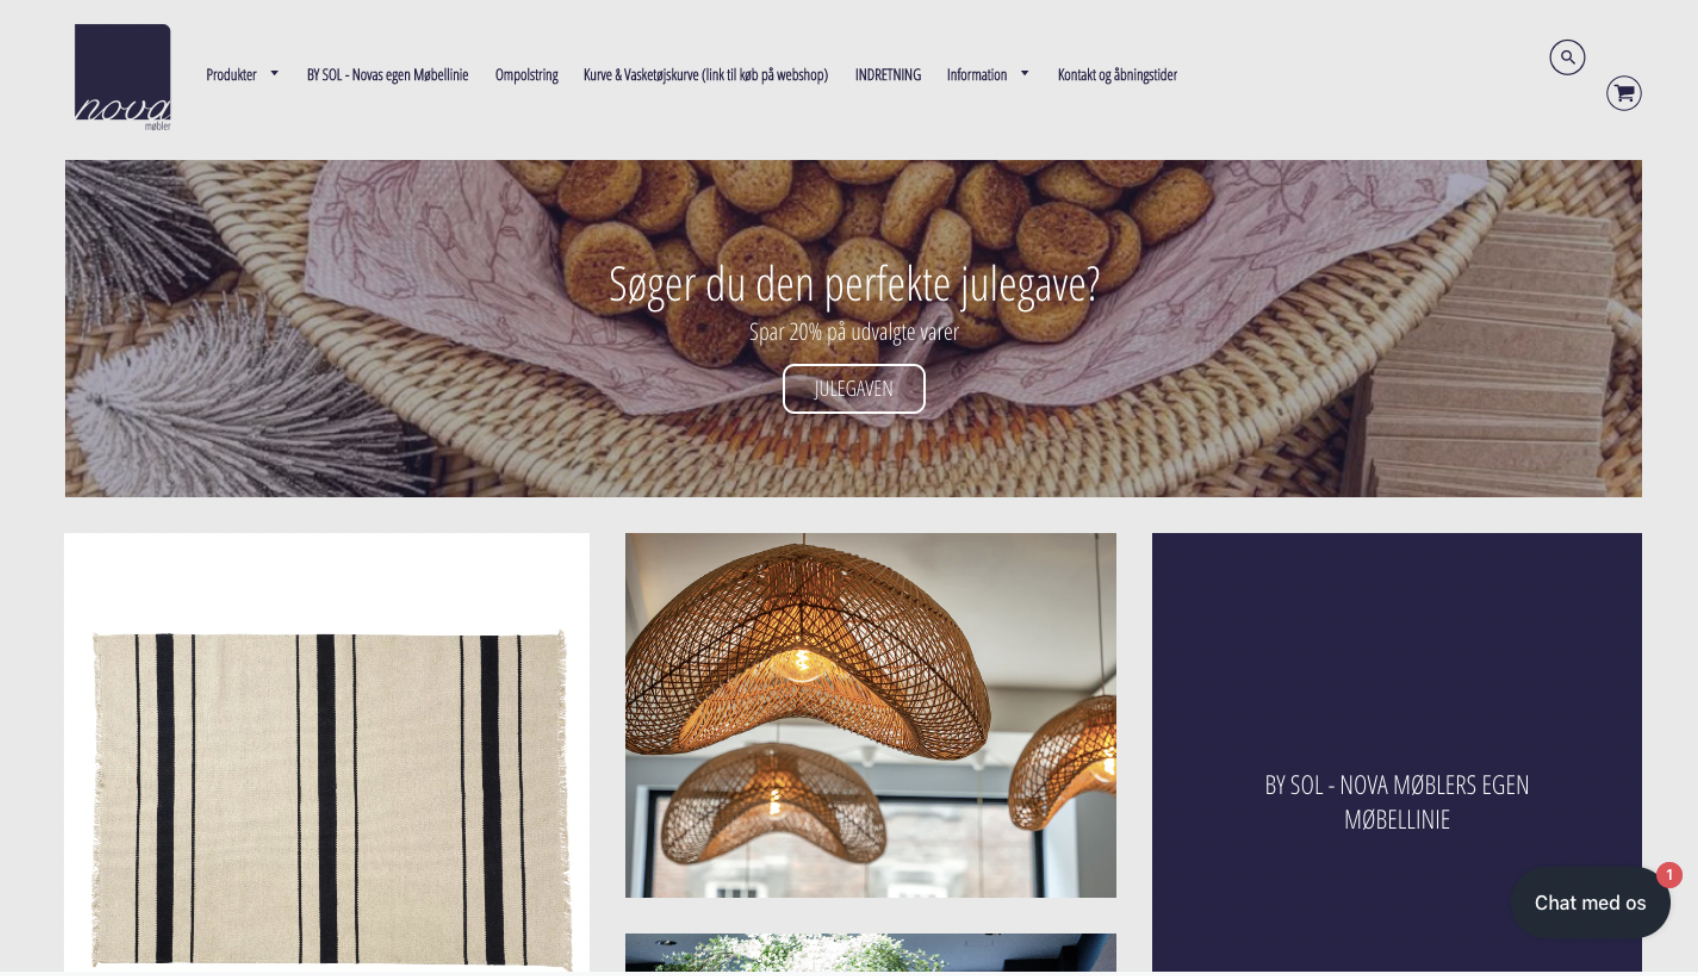 nova
møbler
Produkter
BY SOL - Novas egen Møbellinie
Ompolstring
Kurve & Vasketøjskurve (link til køb på webshop)
INDRETNING
Information
Kontakt og åbningstider
Søger du den perfekte julegave?
Spar 20% på udvalgte varer
JULEGAVEN
BY SOL - NOVA MØBLERS EGEN
MØBELLINIE
1
Chat med os